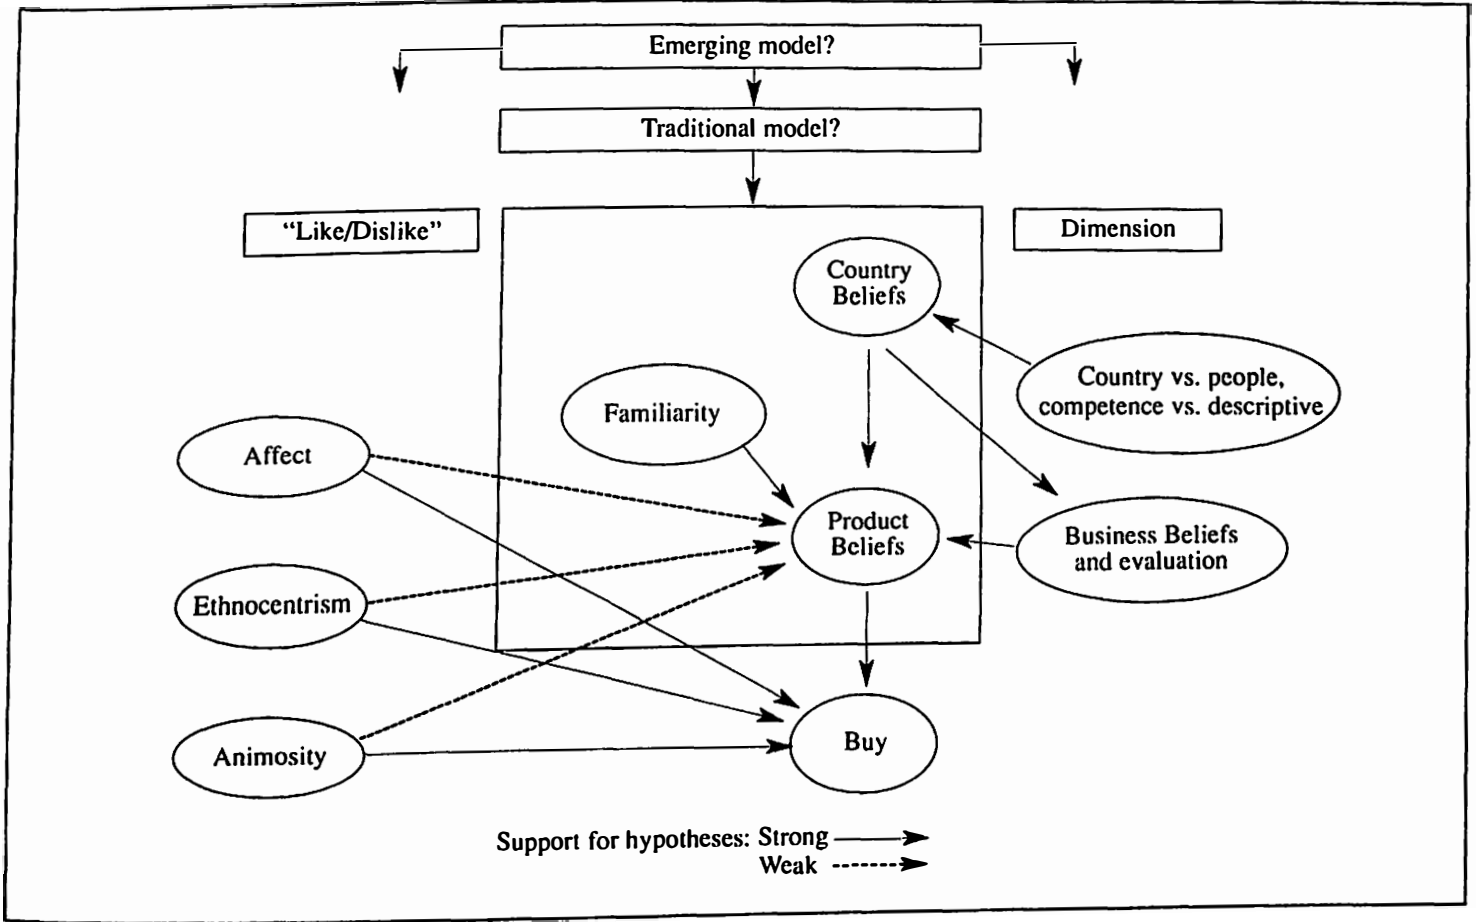 Emerging model?
Traditional model?
“Like/Dislike”
Dimension
Country
Beliefs
Country vs. people,
competence vs. descriptive
Familiarity
Affect
Product
Beliefs
Business Beliefs
and evaluation
Ethnocentrism
Animosity
Buy
Support for hypotheses: Strong
Weak